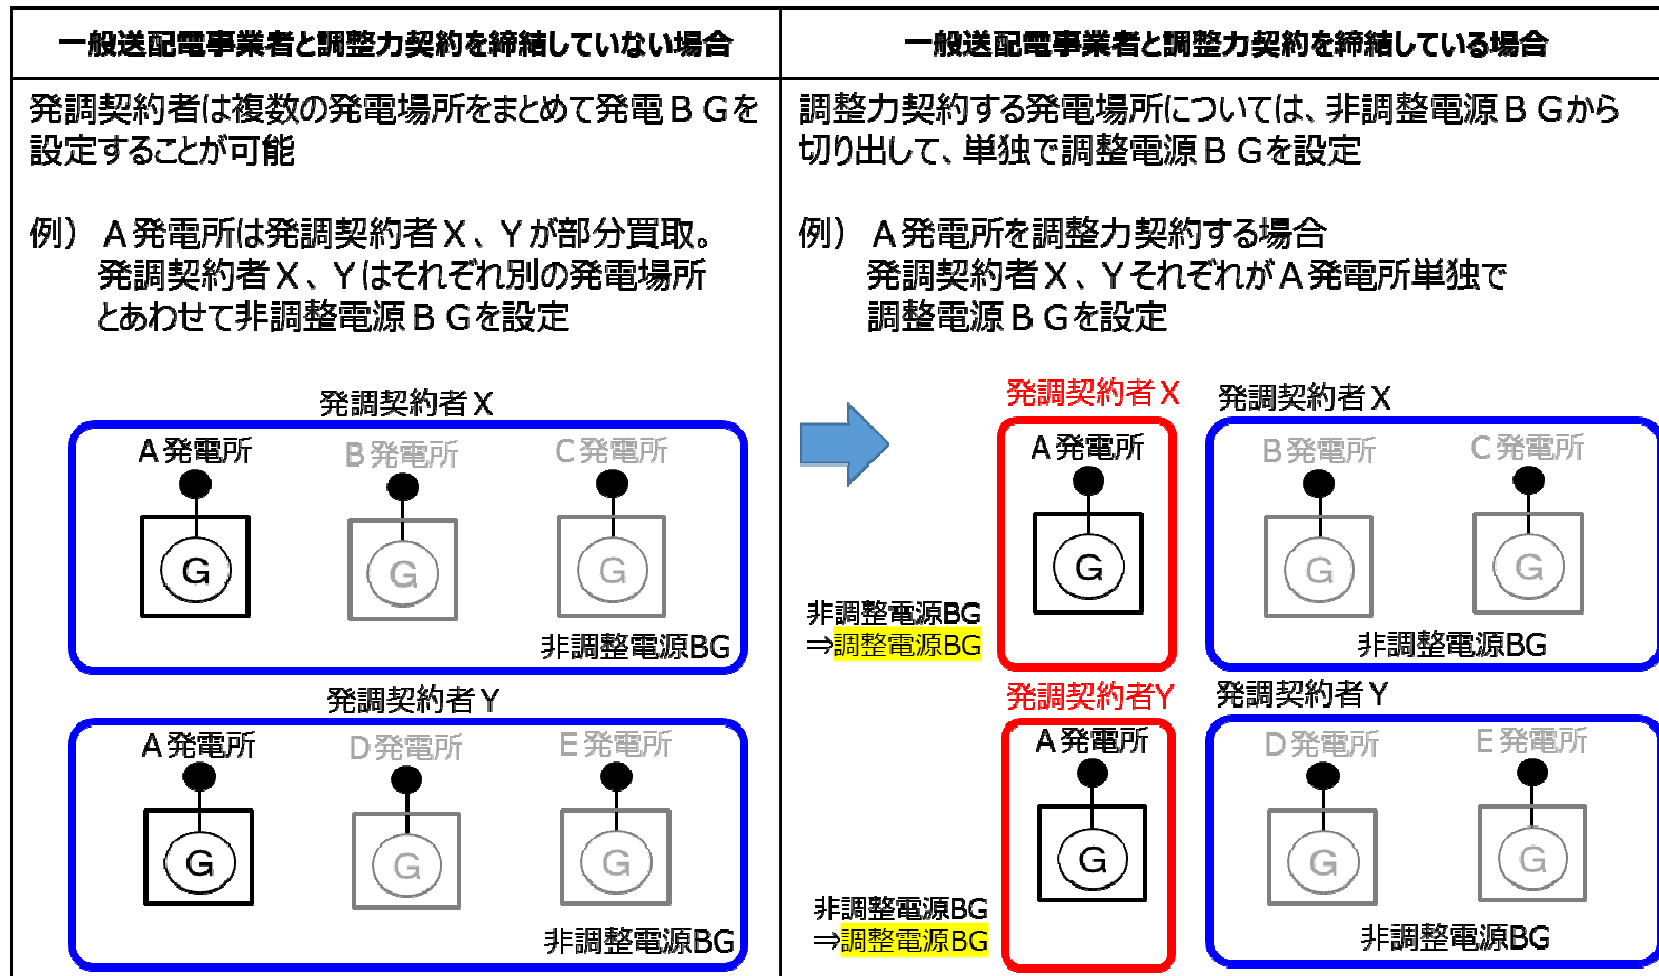 一般送配電事業者と調整力契約を締結していない場合
発調契約者は複数の発電場所をまとめて発電ＢＧを
設定することが可能
例） Ａ発電所は発調契約者Ｘ、Ｙが部分買取。
発調契約者Ｘ、Ｙはそれぞれ別の発電場所
とあわせて非調整電源ＢＧを設定
発調契約者Ｘ
Ａ発電所
Ｂ発電所
Ｃ発電所
G
G
G
非調整電源BG
発調契約者Ｙ
Ａ発電所
Ｄ発電所
Ｅ発電所
G
G
G
非調整電源BG
一般送配電事業者と調整力契約を締結している場合
調整力契約する発電場所については、非調整電源ＢＧから
切り出して、単独で調整電源ＢＧを設定
例） Ａ発電所を調整力契約する場合
発調契約者Ｘ、ＹそれぞれがＡ発電所単独で
調整電源ＢＧを設定
発調契約者Ｘ
Ａ発電所
G
非調整電源BG
⇒調整電源BG
発調契約者Ｘ
Ｂ発電所
Ｃ発電所
G
G
非調整電源BG
発調契約者Y
Ａ発電所
G
非調整電源BG
⇒調整電源BG
発調契約者Ｙ
Ｄ発電所
Ｅ発電所
G
G
非調整電源BG